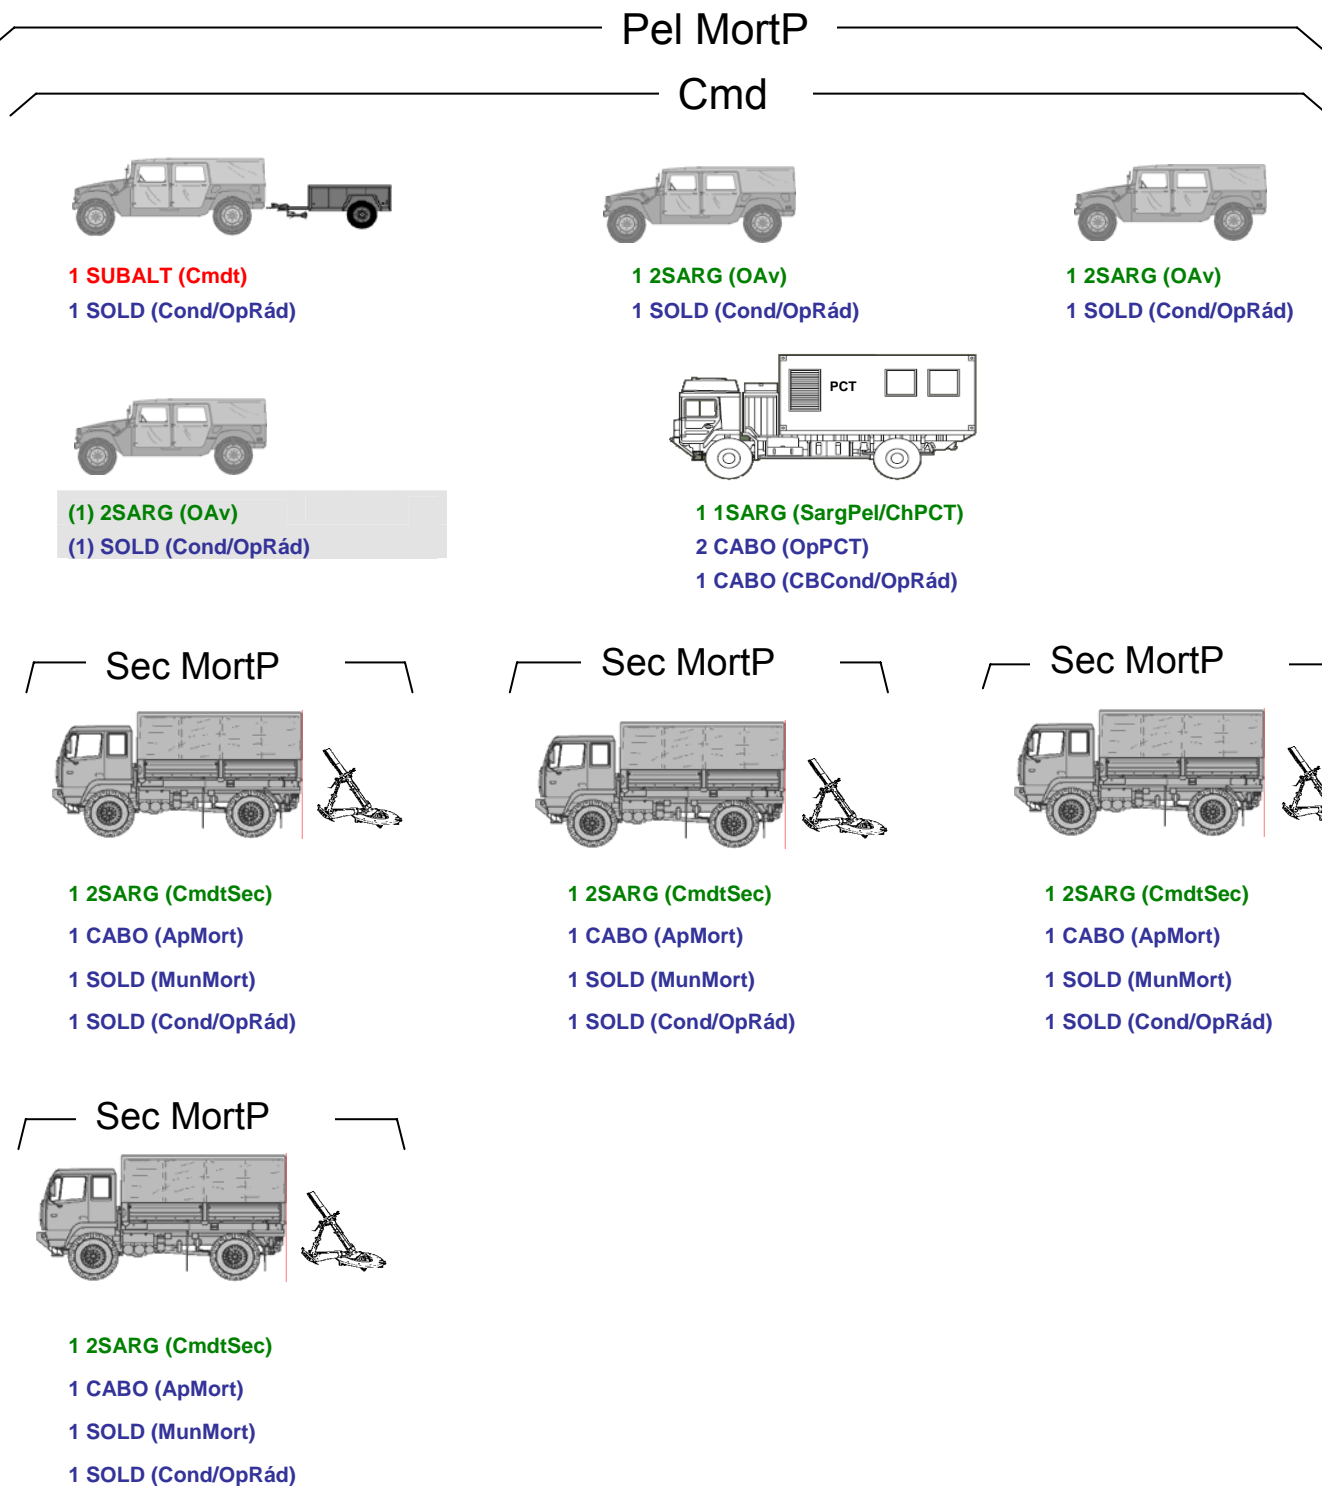 Pel MortP
Cmd
1 SUBALT (Cmdt)
1 SOLD (Cond/OpRád)
1 2SARG (OAv)
1 SOLD (Cond/OpRád)
1 2SARG (OAv)
1 SOLD (Cond/OpRád)
(1) 2SARG (OAv)
(1) SOLD (Cond/OpRád)
PCT
1 1SARG (SargPel/ChPCT)
2 CABO (OpPCT)
1 CABO (CBCond/OpRád)
Sec MortP
1 2SARG (CmdtSec)
1 CABO (ApMort)
1 SOLD (MunMort)
1 SOLD (Cond/OpRád)
Sec MortP
1 2SARG (CmdtSec)
1 CABO (ApMort)
1 SOLD (MunMort)
1 SOLD (Cond/OpRád)
Sec MortP
1 2SARG (CmdtSec)
1 CABO (ApMort)
1 SOLD (MunMort)
1 SOLD (Cond/OpRád)
Sec MortP
1 2SARG (CmdtSec)
1 CABO (ApMort)
1 SOLD (MunMort)
1 SOLD (Cond/OpRád)